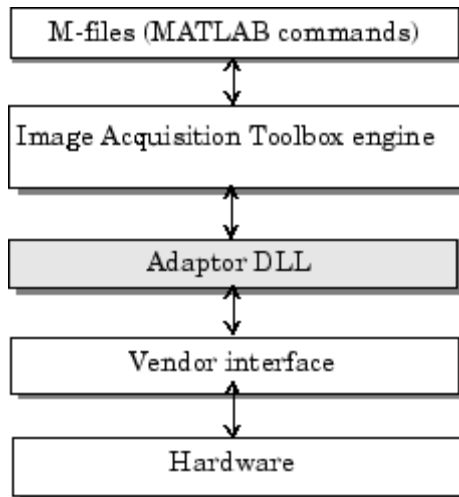 M-files (MATLAB commands)
Image Acquisition Toolbox engine
Adaptor DLL
Vendor interface
Hardware